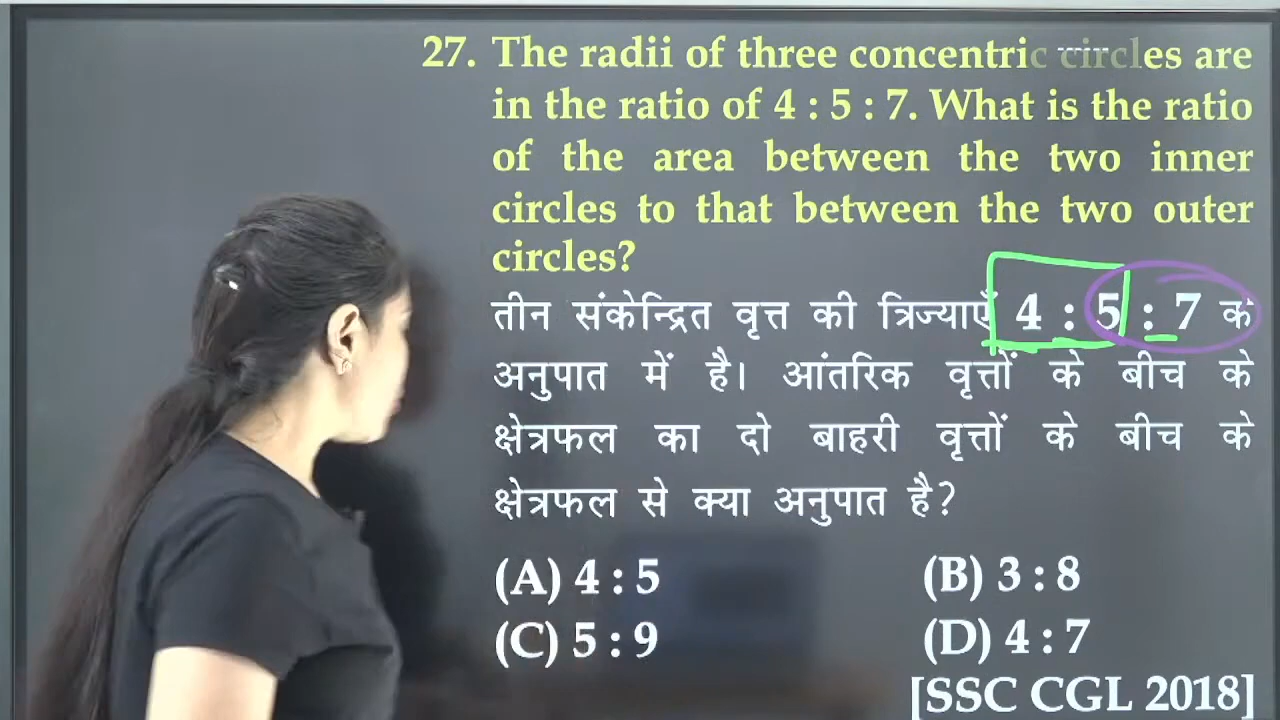 27. The radii of three concentric circles are
in the ratio of 4 : 5 : 7. What is the ratio
of the area between the two inner
circles to that between the two outer
circles?
तीन संकेन्द्रित वृत्त की त्रिज्याएँ 4 : 5 : 7 के
अनुपात में है। आंतरिक वृत्तों के बीच के
क्षेत्रफल का दो बाहरी वृत्तों के बीच के
क्षेत्रफल से क्या अनुपात है?
(A) 4 : 5 (B) 3 : 8
(C) 5 : 9 (D) 4 : 7
[SSC CGL 2018]